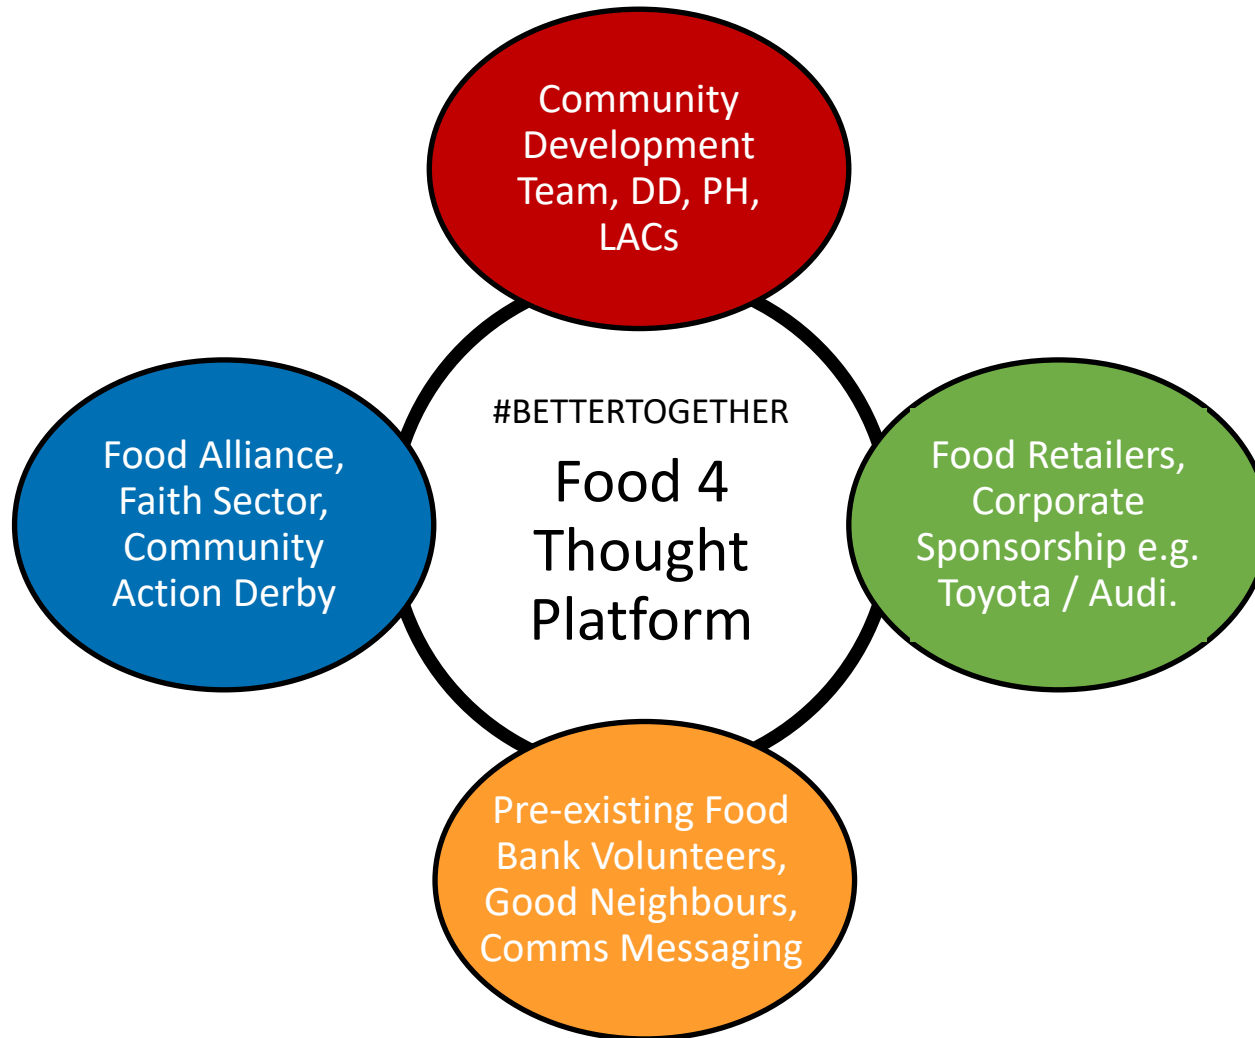 Community
Development
Team, DD, PH,
LACs
#BETTERTOGETHER
Food 4
Thought
Platform
Food Alliance,
Faith Sector,
Community
Action Derby
Food Retailers,
Corporate
Sponsorship e.g.
Toyota / Audi.
Pre-existing Food
Bank Volunteers,
Good Neighbours,
Comms Messaging